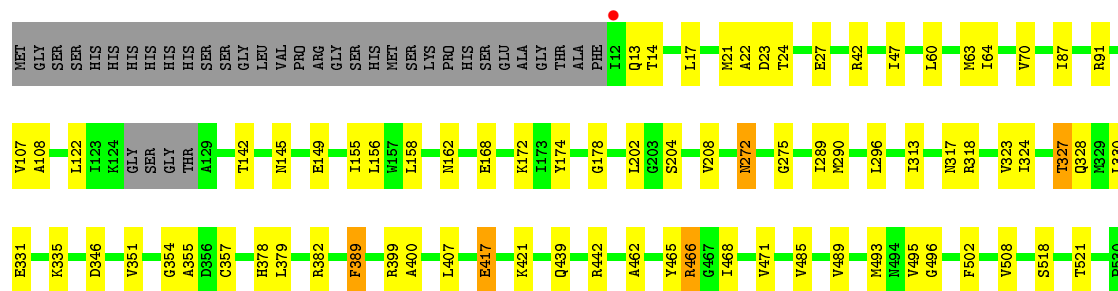 MET GLY SER SER HIS HIS HIS HIS HIS HIS SER SER GLY LEU VAL PRO ARG GLY SER HIS MET SER LYS PRO HIS SER GLU ALA GLY THR ALA PHE I12 Q13 T14 L17 M21 A22 D23 T24 E27 R42 I47 L60 M63 I64 V70 I87 R91
V107 A108 L122 I123 K124 GLY SER GLY THR A129 T142 N145 E149 I155 L156 W157 L158 N162 E168 K172 I173 Y174 G178 L202 G203 S204 V208 N272 G275 I289 M290 L296 I313 N317 R318 V323 I324 T327 Q328 M329
E331 K335 D346 V351 G354 A355 D356 C357 H378 L379 R382 F389 R399 A400 L407 E417 K421 Q439 R442 A462 Y465 R466 G467 I468 V471 V485 V489 M493 N494 V495 G496 F502 V508 S518 T521